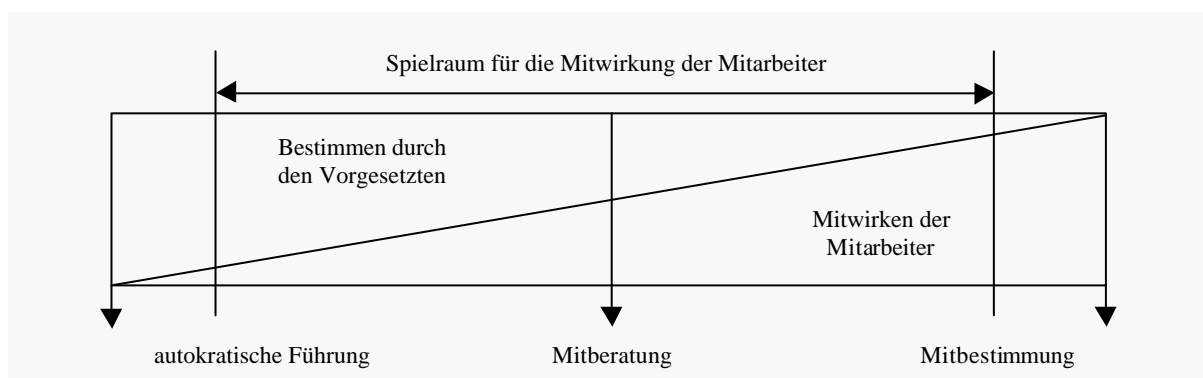 Spielraum für die Mitwirkung der Mitarbeiter
Bestimmen durch
den Vorgesetzten
Mitwirken der
Mitarbeiter
autokratische Führung
Mitberatung
Mitbestimmung